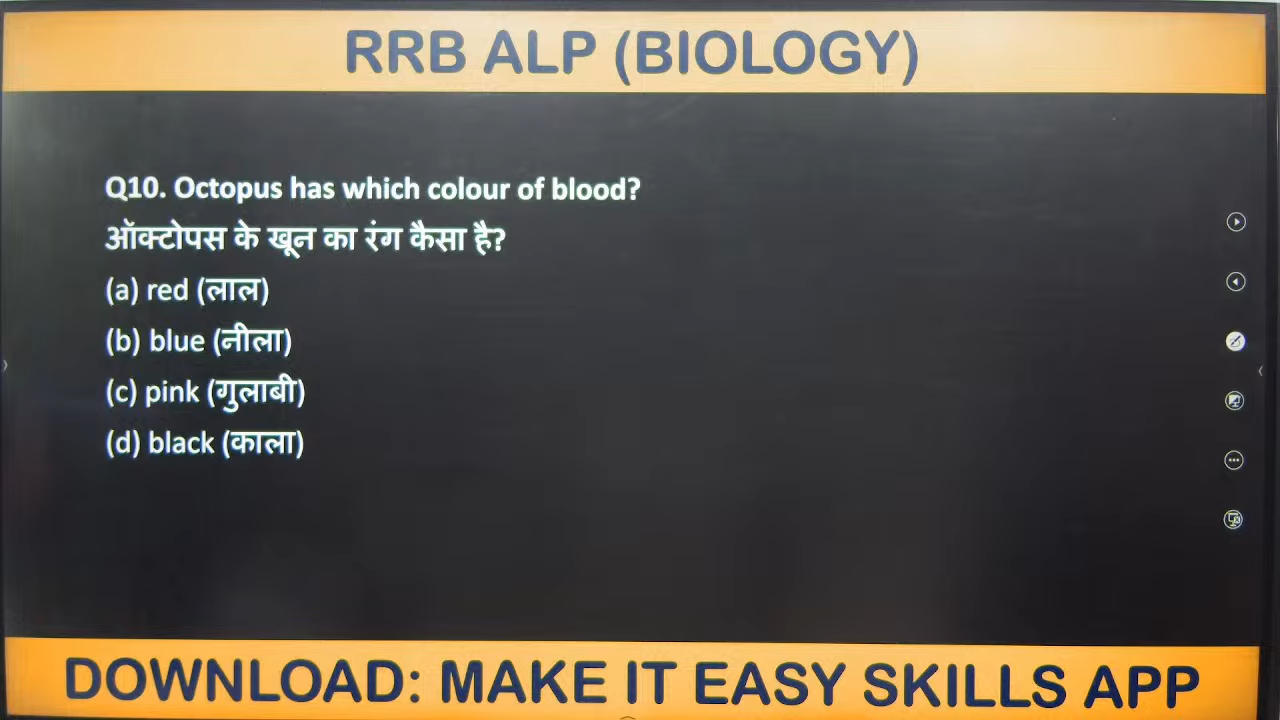 RRB ALP (BIOLOGY)
Q10. Octopus has which colour of blood?
ऑक्टोपस के खून का रंग कैसा है?
(a) red (लाल)
(b) blue (नीला)
(c) pink (गुलाबी)
(d) black (काला)
DOWNLOAD: MAKE IT EASY SKILLS APP